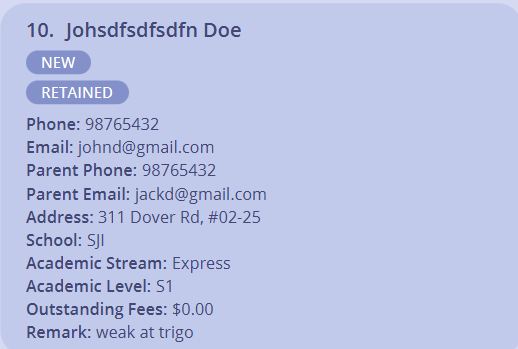 10. Johsdfsdfsdfn Doe
NEW
RETAINED
Phone: 98765432
Email: johnd@gmail.com
Parent Phone: 98765432
Parent Email: jackd@gmail.com
Address: 311 Dover Rd, #02-25
School: SJI
Academic Stream: Express
Academic Level: S1
Outstanding Fees: $0.00
Remark: weak at trigo